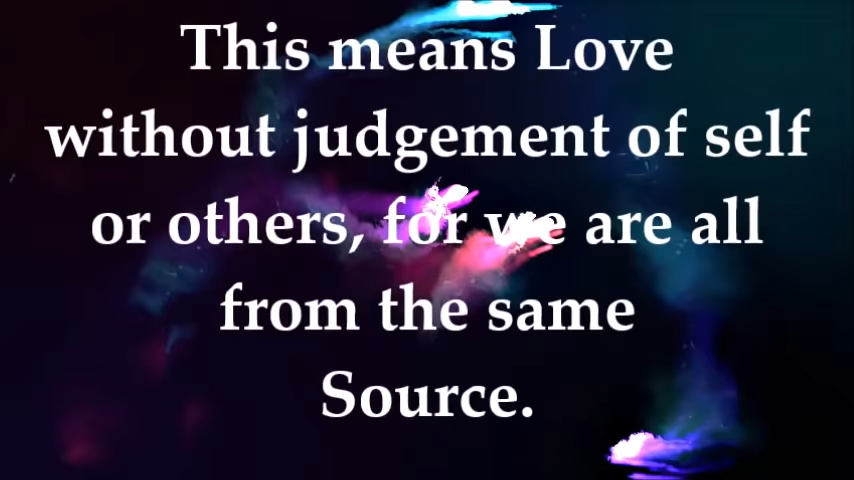 This means Love
without judgement of self
or others, for we are all
from the same
Source.